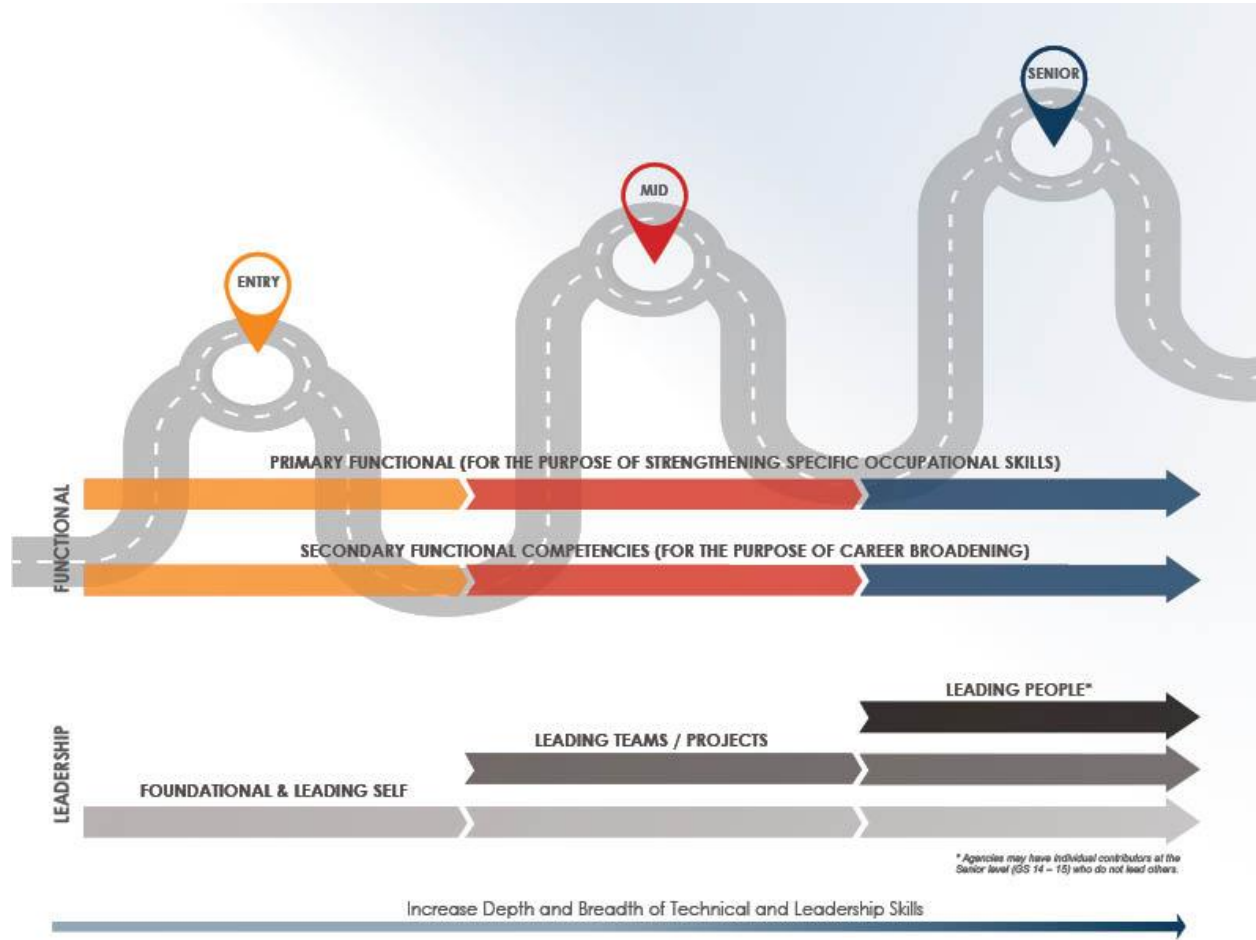 SENIOR
MID
ENTRY
PRIMARY FUNCTIONAL (FOR THE PURPOSE OF STRENGTHENING SPECIFIC OCCUPATIONAL SKILLS)
FUNCTIONAL
SECONDARY FUNCTIONAL COMPETENCIES (FOR THE PURPOSE OF CAREER BROADENING)
LEADING PEOPLE*
LEADING TEAMS / PROJECTS
LEADERSHIP
FOUNDATIONAL & LEADING SELF
* Agencies may have individual contributors at the
Senior level (GS 14 – 15) who do not lead others.
Increase Depth and Breadth of Technical and Leadership Skills